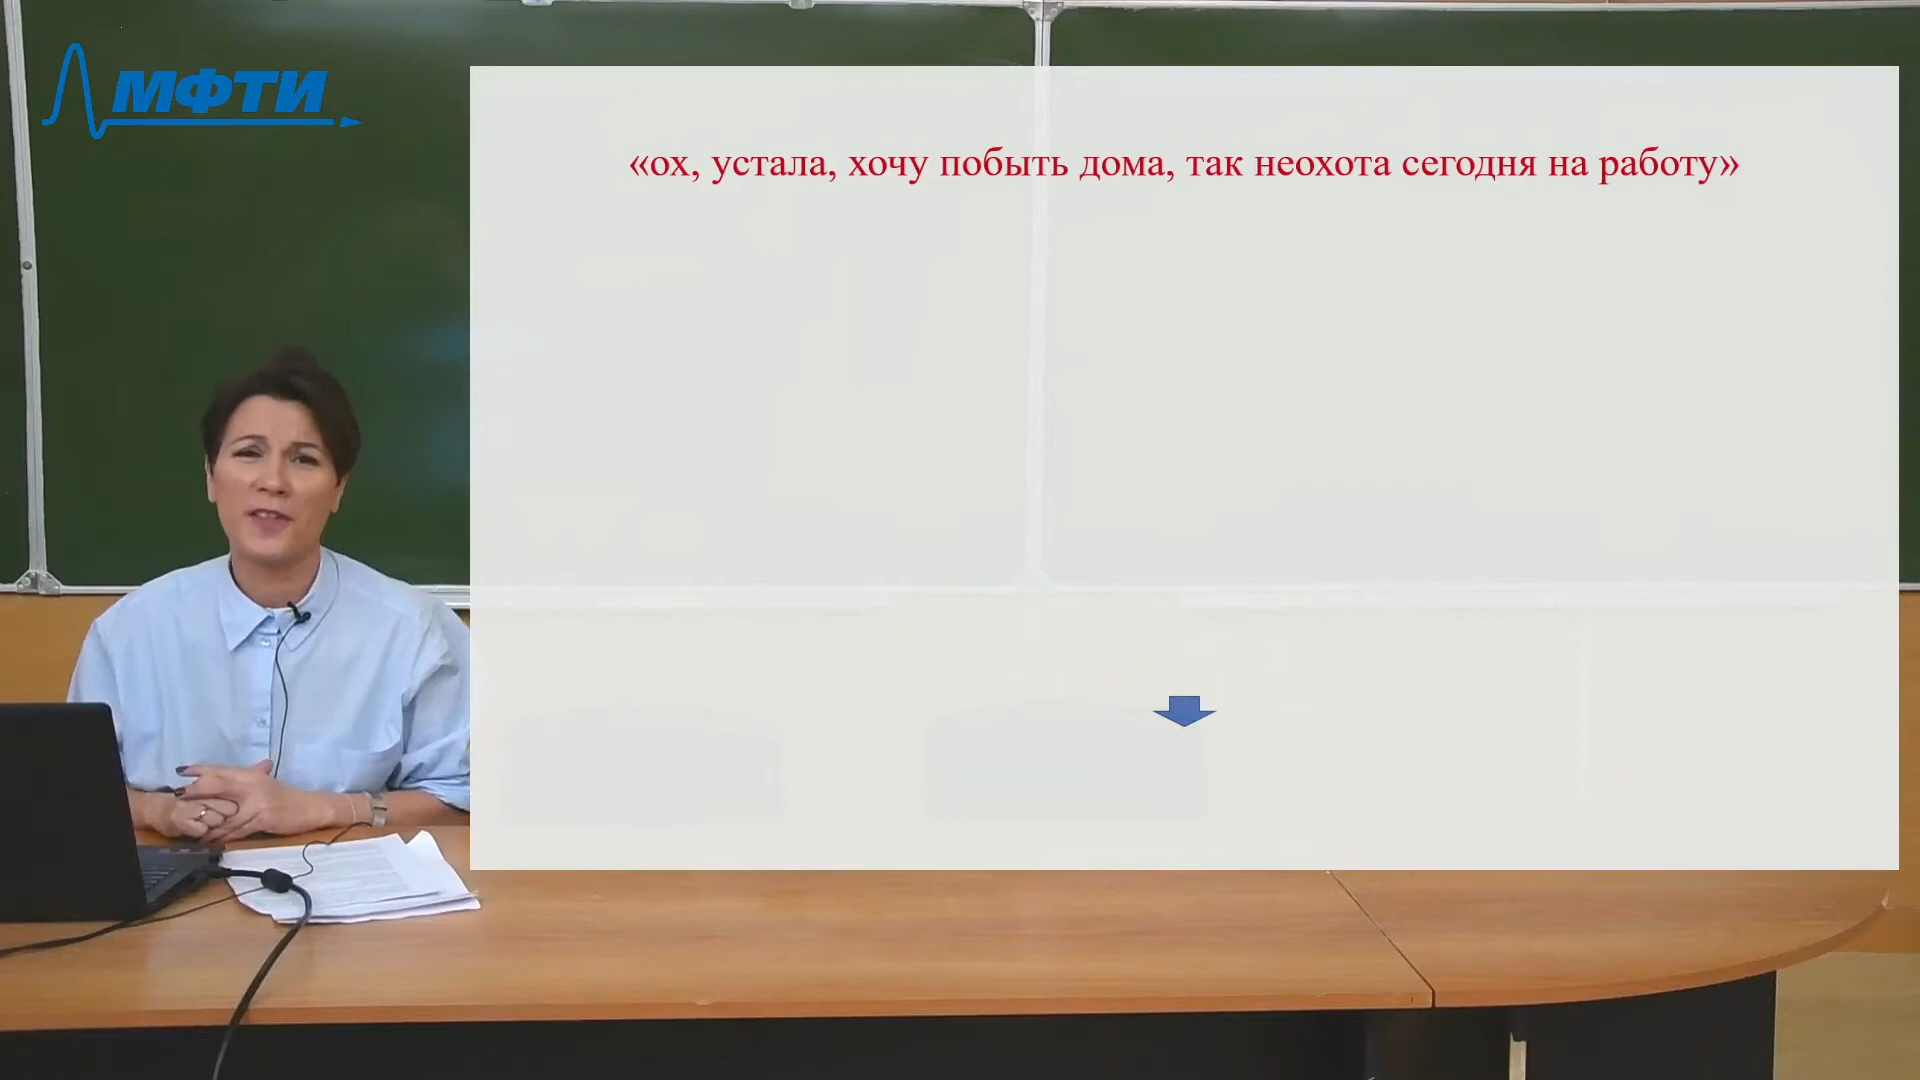 МФТИ
«ох, устала, хочу побыть дома, так неохота сегодня на работу»